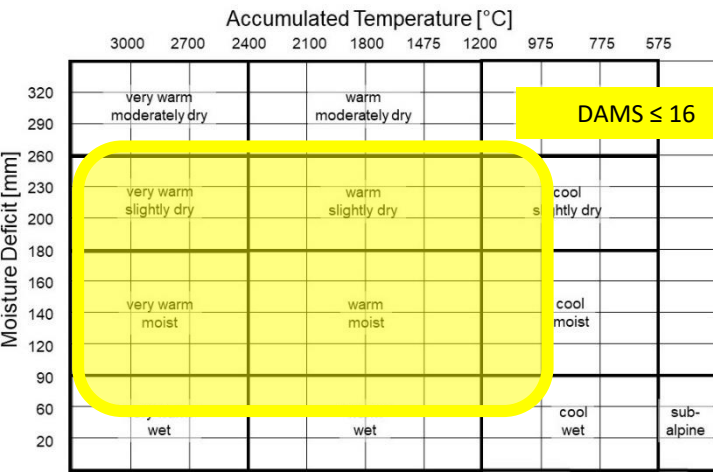 Accumulated Temperature [°C]
3000 2700 2400 2100 1800 1475 1200 975 775 575
Moisture Deficit [mm]
320
290
260
230
200
180
160
140
120
90
60
20
very warm
moderately dry
warm
moderately dry
DAMS ≤ 16
very warm
slightly dry
warm
slightly dry
cool
slightly dry
very warm
moist
warm
moist
cool
moist
wet
wet
cool
wet
sub-
alpine